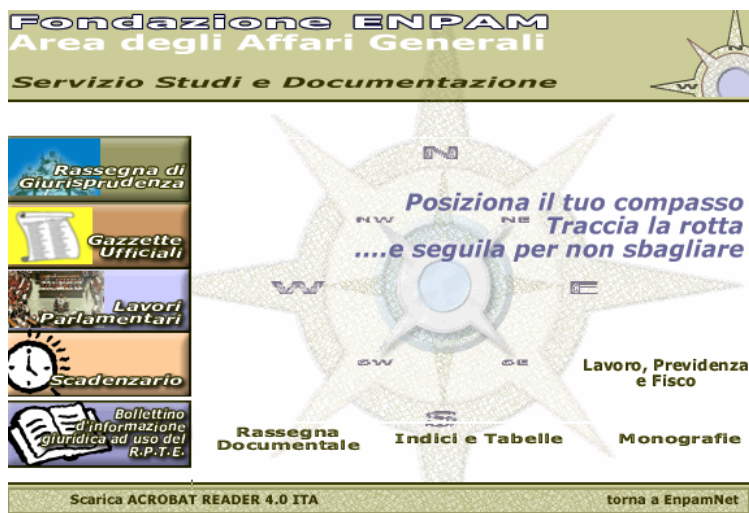 Fondazione ENPAM
Area degli Affari Generali
Servizio Studi e Documentazione
N
W
Rassegna di
Giurisprudenza
Gazzette
Ufficiali
Lavori
Parlamentari
Scadenzario
Bollettino
d'informazione
giuridica ad uso del
R.P.T.E.
N
NW
NE
W
E
SW
SE
S
Posiziona il tuo compasso
Traccia la rotta
....e seguila per non sbagliare
Lavoro, Previdenza
e Fisco
Rassegna
Documentale
Indici e Tabelle
Monografie
Scarica ACROBAT READER 4.0 ITA
torna a EnpamNet